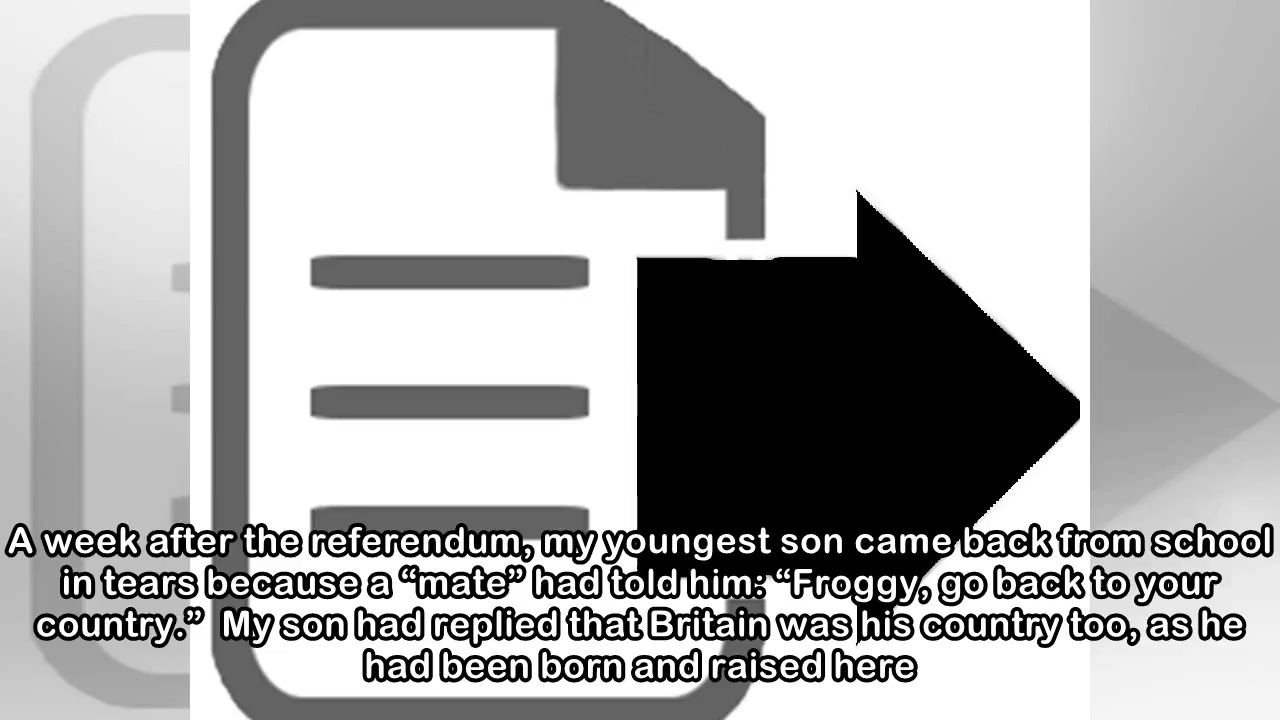 A week after the referendum, my youngest son came back from school
in tears because a “mate” had told him: “Froggy, go back to your
country.”  My son had replied that Britain was his country too, as he
had been born and raised here